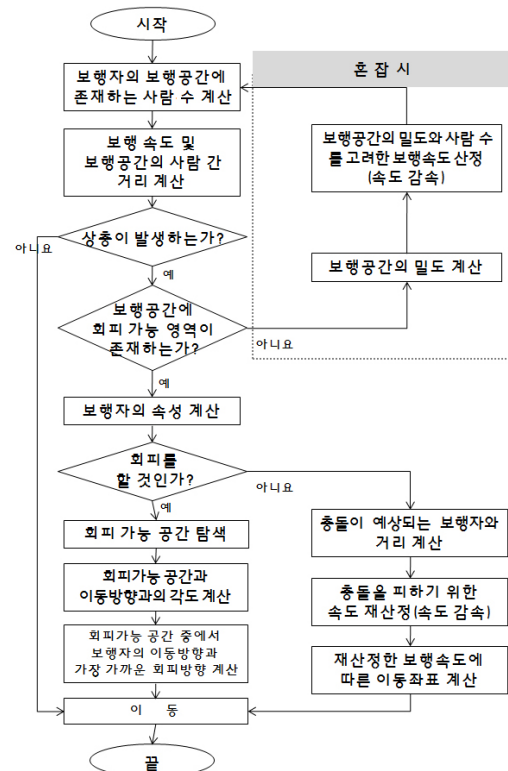 시작
보행자의 보행공간에
존재하는 사람 수 계산
보행 속도 및
보행공간의 사람 간
거리 계산
상충이 발생하는가?
아니요
예
보행공간에
회피 가능 영역이
존재하는가?
아니요
예
혼잡 시
보행공간의 밀도와 사람 수
를 고려한 보행속도 산정
(속도 감속)
보행공간의 밀도 계산
보행자의 속성 계산
회피를
할 것인가?
아니요
예
회피 가능 공간 탐색
회피가능 공간과
이동방향과의 각도 계산
회피가능 공간 중에서
보행자의 이동방향과
가장 가까운 회피방향 계산
충돌이 예상되는 보행자와
거리 계산
충돌을 피하기 위한
속도 재산정(속도 감속)
재산정한 보행속도에
따른 이동좌표 계산
이 동
끝